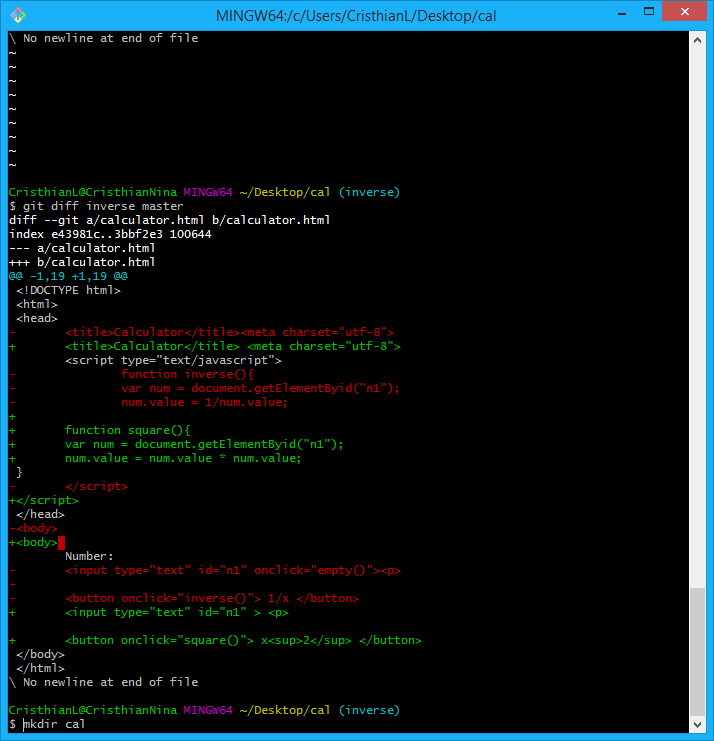 MINGW64:/c/Users/CristhianL/Desktop/cal
\ No newline at end of file
~
~
~
~
~
~
~
~
~
CristhianL@CristhianNina MINGW64 ~/Desktop/cal (inverse)
$ git diff inverse master
diff --git a/calculator.html b/calculator.html
index e43981c..3bbf2e3 100644
--- a/calculator.html
+++ b/calculator.html
@@ -1,19 +1,19 @@
 <!DOCTYPE html>
 <html>
 <head>
-       <title>Calculator</title><meta charset="utf-8">
+       <title>Calculator</title> <meta charset="utf-8">
        <script type="text/javascript">
-               function inverse(){
-               var num = document.getElementByid("n1");
-               num.value = 1/num.value;
+
+       function square(){
+       var num = document.getElementByid("n1");
+       num.value = num.value * num.value;
 }
-       </script>
+</script>
 </head>
-<body>
+<body>
        Number:
-       <input type="text" id="n1" onclick="empty()"><p>
-
-       <button onclick="inverse()"> 1/x </button>
+       <input type="text" id="n1" > <p>
+       <button onclick="square()"> x<sup>2</sup> </button>
 </body>
 </html>
\ No newline at end of file
CristhianL@CristhianNina MINGW64 ~/Desktop/cal (inverse)
$ mkdir cal